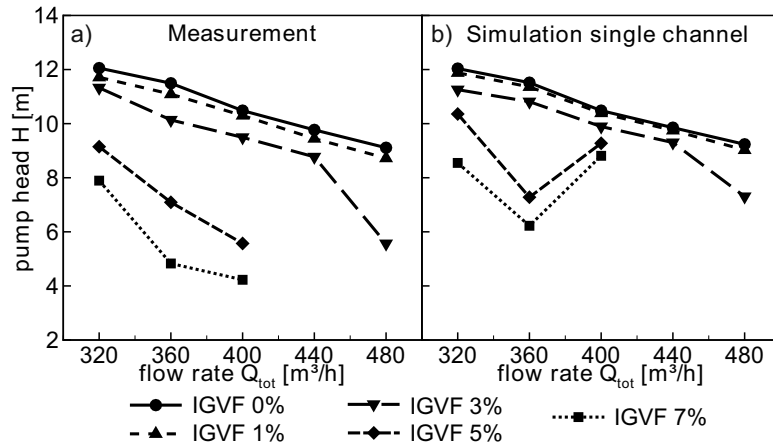 14
12
10
8
6
4
2
pump head H [m]
a) Measurement
b) Simulation single channel
320 360 400 440 480
320 360 400 440 480
flow rate Qtot [m³/h]
flow rate Qtot [m³/h]
IGVF 0%
IGVF 3%
IGVF 7%
IGVF 1%
IGVF 5%